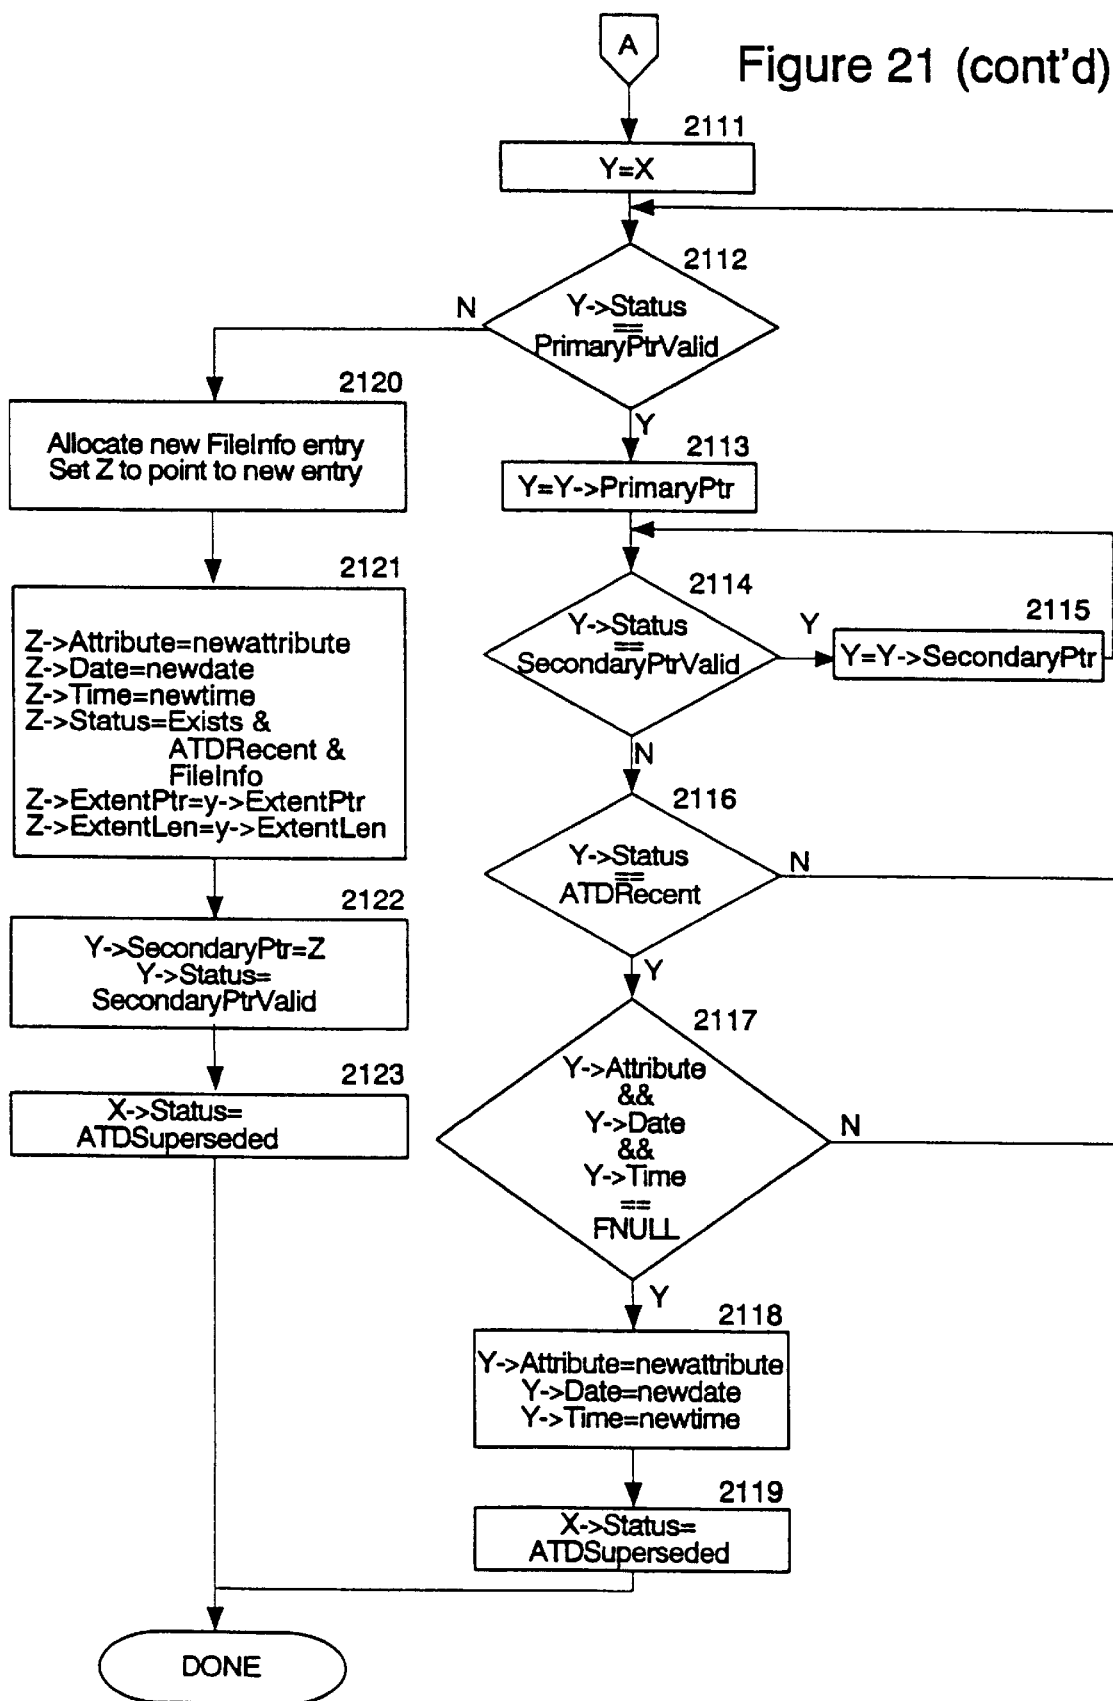 A
Figure 21 (cont'd)
2111
Y=X
2112
N
Y->Status
==
PrimaryPtrValid
Y
2120
Allocate new FileInfo entry
Set Z to point to new entry
2113
Y=Y->PrimaryPtr
2121
Z->Attribute=newattribute
Z->Date=newdate
Z->Time=newtime
Z->Status=Exists &
ATDRecent &
FileInfo
Z->ExtentPtr=y->ExtentPtr
Z->ExtentLen=y->ExtentLen
2114
Y->Status
==
SecondaryPtrValid
Y
2115
Y=Y->SecondaryPtr
N
2116
Y->Status
==
ATDRecent
N
Y
2122
Y->SecondaryPtr=Z
Y->Status=
SecondaryPtrValid
2117
Y->Attribute
&&
Y->Date
&&
Y->Time
==
FNULL
N
Y
2123
X->Status=
ATDSuperseded
2118
Y->Attribute=newattribute
Y->Date=newdate
Y->Time=newtime
2119
X->Status=
ATDSuperseded
DONE